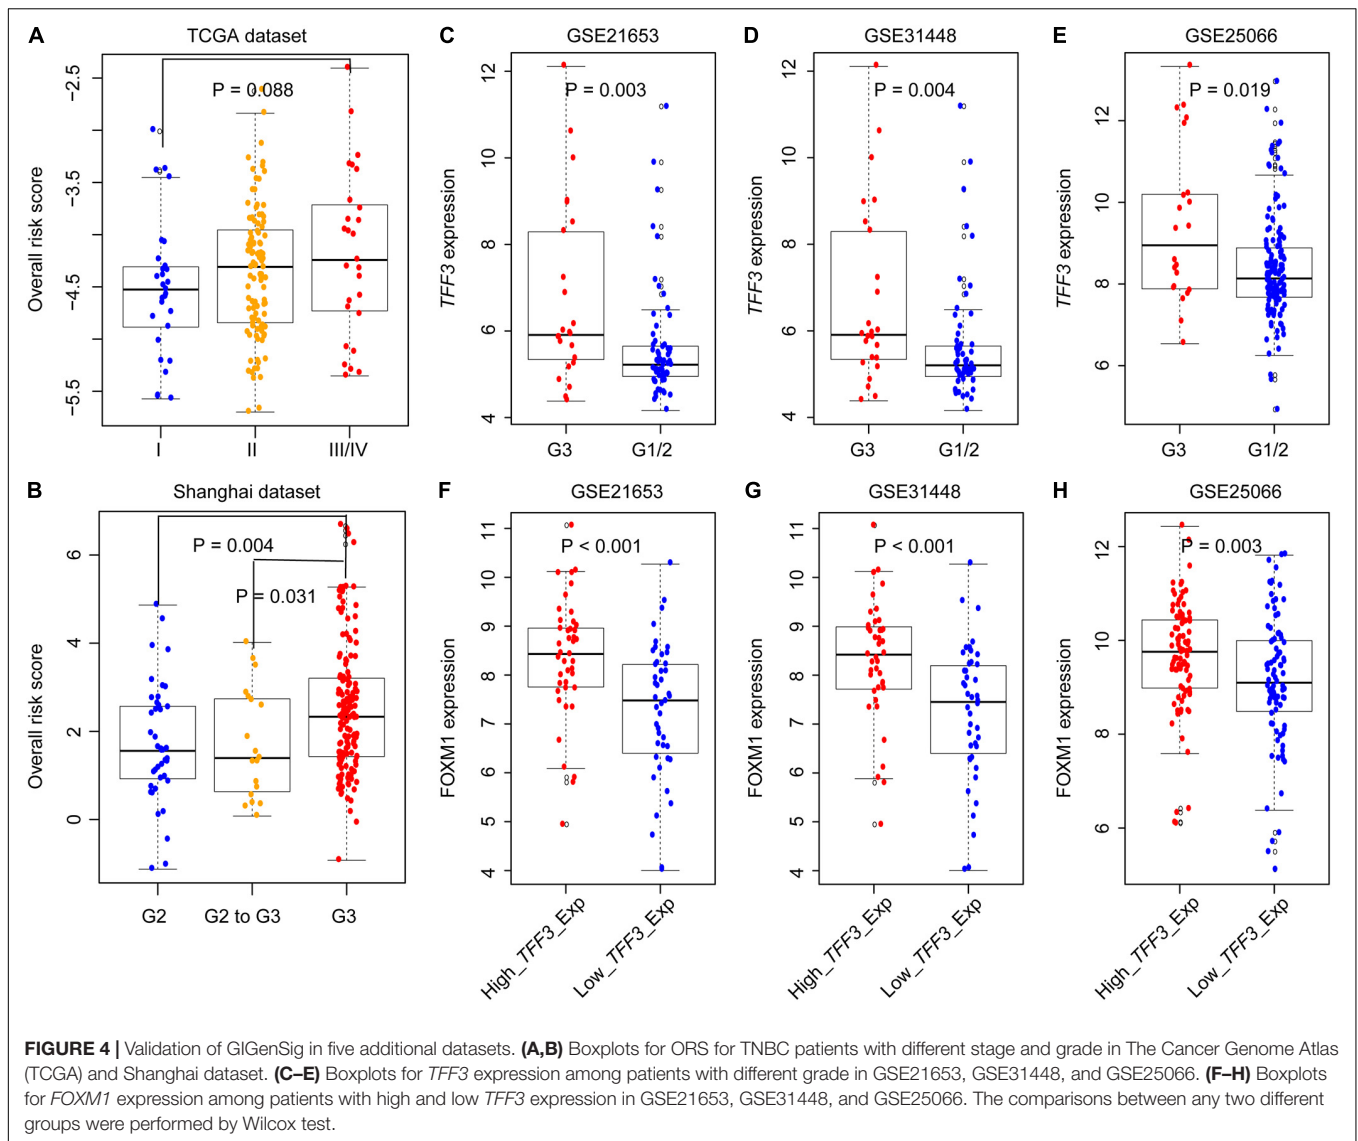 A
TCGA dataset
P = 0.088
Overall risk score
−2.5
−3.5
−4.5
−5.5
I
II
III/IV
C
GSE21653
P = 0.003
TFF3 expression
12
10
8
6
4
G3
G1/2
D
GSE31448
P = 0.004
TFF3 expression
12
10
8
6
4
G3
G1/2
E
GSE25066
P = 0.019
TFF3 expression
12
10
8
6
G3
G1/2
B
Shanghai dataset
P = 0.004
P = 0.031
Overall risk score
6
4
2
0
G2
G2 to G3
G3
F
GSE21653
P < 0.001
FOXM1 expression
11
10
9
8
7
6
5
4
High_TFF3_Exp
Low_TFF3_Exp
G
GSE31448
P < 0.001
FOXM1 expression
11
10
9
8
7
6
5
4
High_TFF3_Exp
Low_TFF3_Exp
H
GSE25066
P = 0.003
FOXM1 expression
12
10
8
6
High_TFF3_Exp
Low_TFF3_Exp
FIGURE 4 | Validation of GIGenSig in five additional datasets. (A,B) Boxplots for ORS for TNBC patients with different stage and grade in The Cancer Genome Atlas
(TCGA) and Shanghai dataset. (C–E) Boxplots for TFF3 expression among patients with different grade in GSE21653, GSE31448, and GSE25066. (F–H) Boxplots
for FOXM1 expression among patients with high and low TFF3 expression in GSE21653, GSE31448, and GSE25066. The comparisons between any two different
groups were performed by Wilcox test.